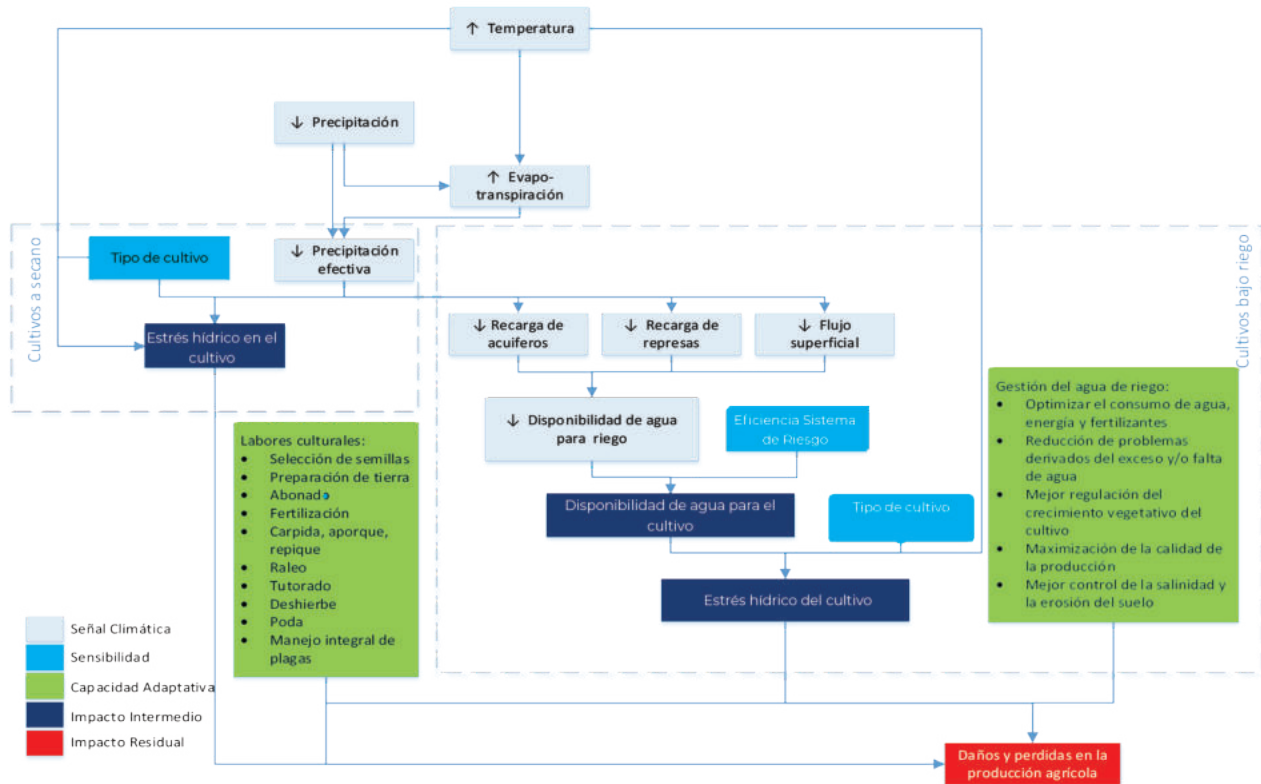 ↑ Temperatura
↓ Precipitación
↑ Evapo-
transpiración
Cultivos a secano
Tipo de cultivo
↓ Precipitación
efectiva
Estrés hídrico en el
cultivo
Cultivos bajo riego
↓ Recarga de
acuiferos
↓ Recarga de
represas
↓ Flujo
superficial
↓ Disponibilidad de agua
para riego
Eficiencia Sistema
de Riesgo
Disponibilidad de agua para el
cultivo
Tipo de cultivo
Estrés hídrico del cultivo
Labores culturales:
• Selección de semillas
• Preparación de tierra
• Abonado
• Fertilización
• Carpida, aporque,
repique
• Raleo
• Tutorado
• Deshierbe
• Poda
• Manejo integral de
plagas
Gestión del agua de riego:
• Optimizar el consumo de agua,
energía y fertilizantes
• Reducción de problemas
derivados del exceso y/o falta
de agua
• Mejor regulación del
crecimiento vegetativo del
cultivo
• Maximización de la calidad de
la producción
• Mejor control de la salinidad y
la erosión del suelo
Señal Climática
Sensibilidad
Capacidad Adaptativa
Impacto Intermedio
Impacto Residual
Daños y perdidas en la
producción agrícola